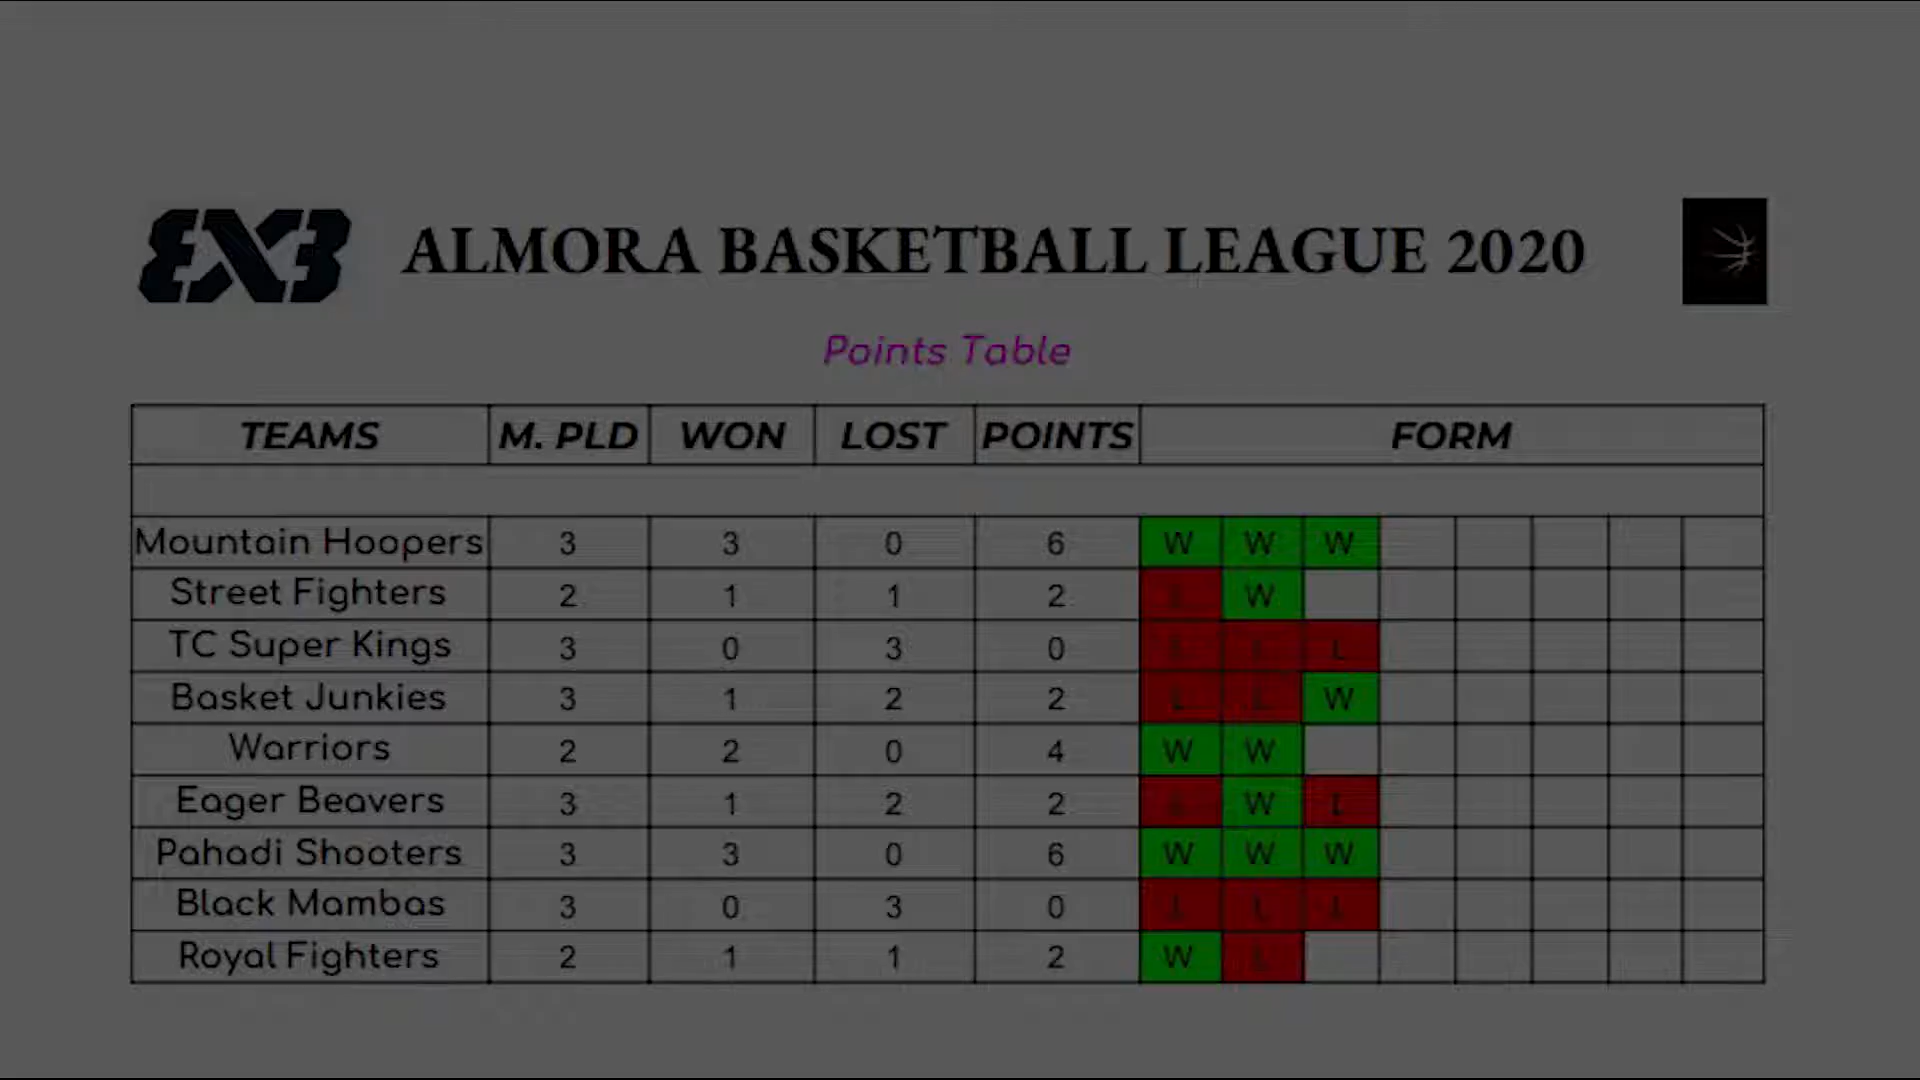 3X3 ALMORA BASKETBALL LEAGUE 2020
Points Table
TEAMS M. PLD WON LOST POINTS FORM
Mountain Hoopers 3 3 0 6 W W W
Street Fighters 2 1 1 2 L W
TC Super Kings 3 0 3 0 L L L
Basket Junkies 3 1 2 2 L L W
Warriors 2 2 0 4 W W
Eager Beavers 3 1 2 2 L W L
Pahadi Shooters 3 3 0 6 W W W
Black Mambas 3 0 3 0 L L L
Royal Fighters 2 1 1 2 W L